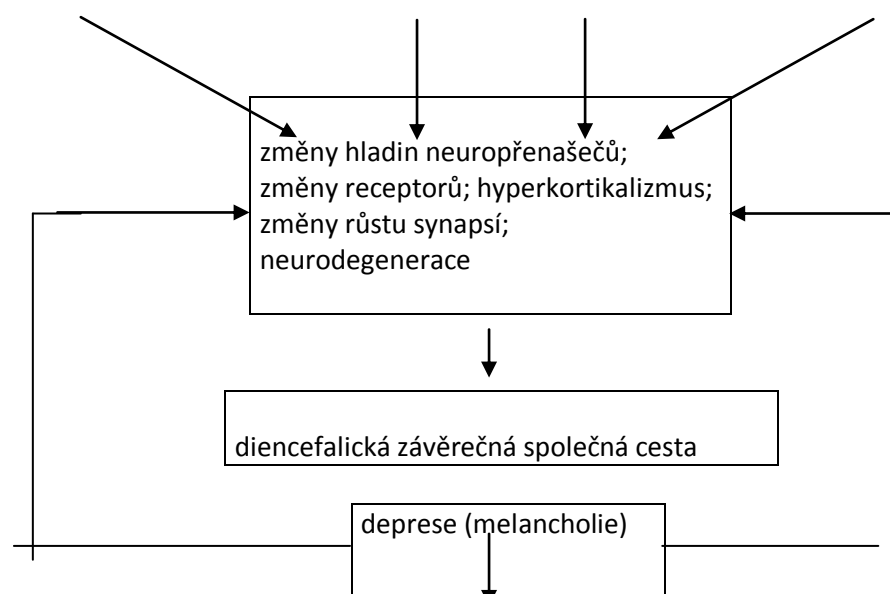 změny hladin neuropřenašečů;
změny receptorů; hyperkortikalizmus;
změny růstu synapsí;
neurodegenerace
diencefalická závěrečná společná cesta
deprese (melancholie)